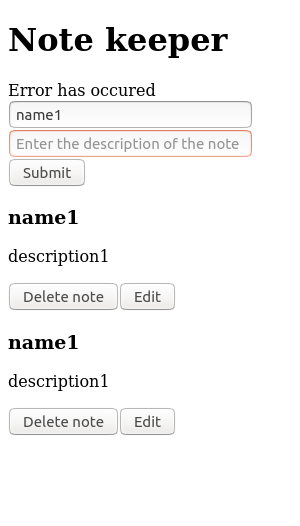 Note keeper
Error has occured
name1
Enter the description of the note
Submit
name1
description1
Delete note Edit
name1
description1
Delete note Edit